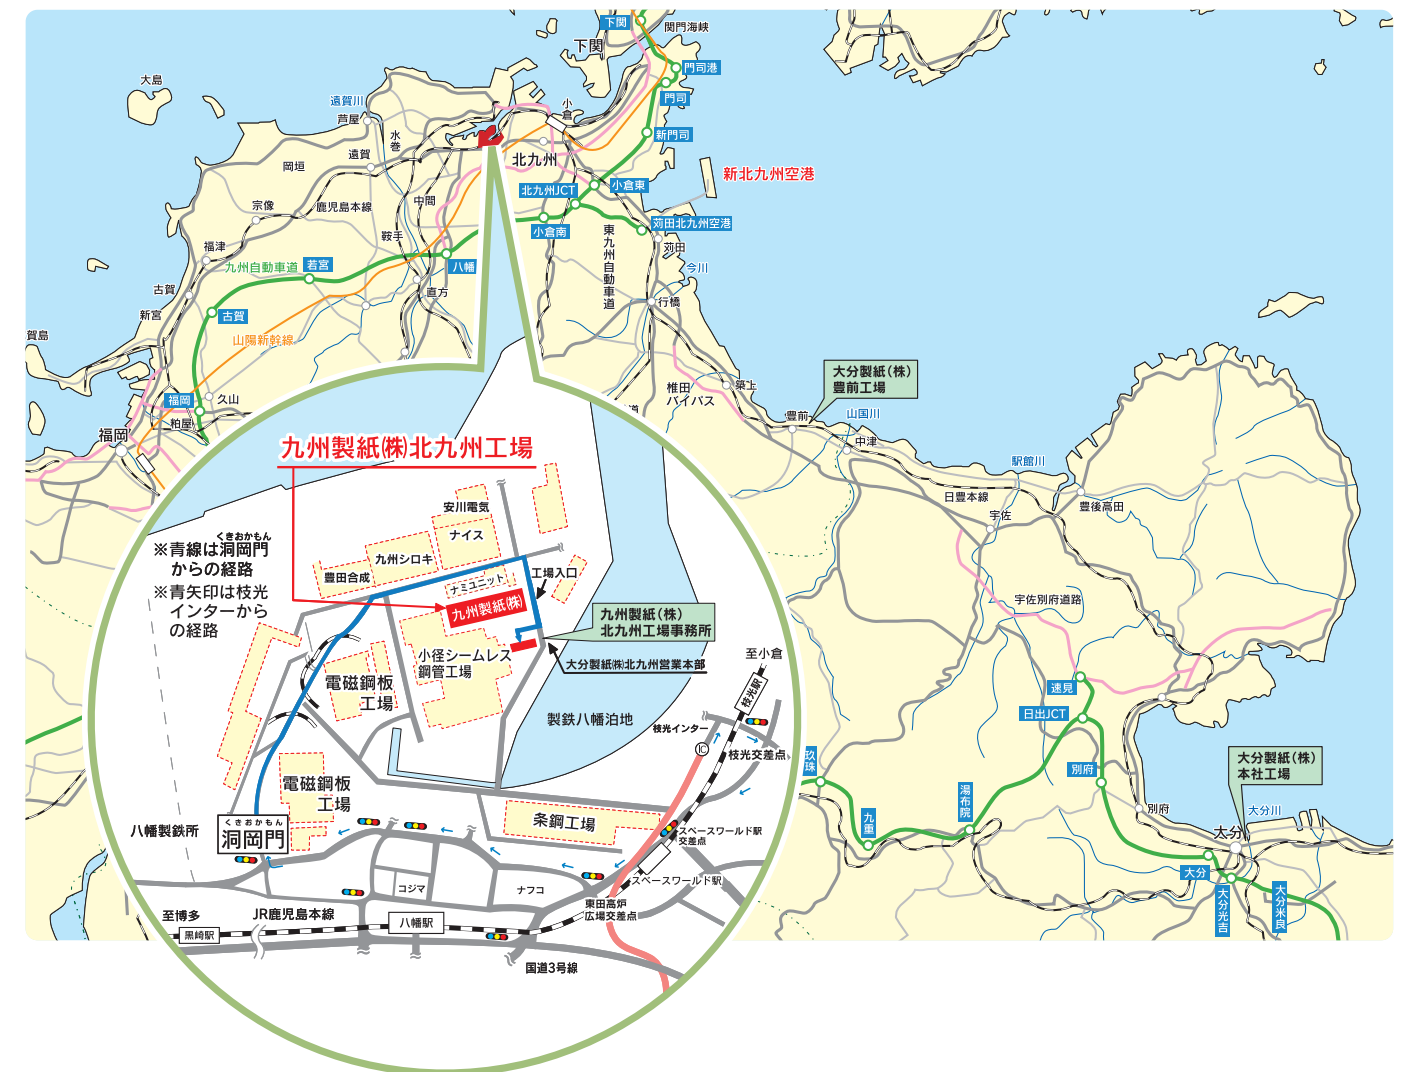 下関
関門海峡
下関
門司港
門司
新門司
大島
遠賀川
芦屋
水巻
小倉
遠賀
岡垣
北九州
新北九州空港
北九州JCT
小倉東
宗像
鹿児島本線
中間
小倉南
苅田北九州空港
苅田
鞍手
東九州自動車道
福津
九州自動車道
若宮
八幡
今川
古賀
直方
行橋
新宮
古賀
賀島
山陽新幹線
大分製紙(株)
豊前工場
築上
椎田
バイパス
福岡
久山
豊前
山国川
粕屋
道
福岡
中津
九州製紙㈱北九州工場
駅館川
日豊本線
豊後高田
宇佐
安川電気
ナイス
くきおかもん
※青線は洞岡門
からの経路
九州シロキ
豊田合成
工場入口
ナミユニット
※青矢印は枝光
インターから
の経路
九州製紙(株)
九州製紙(株)
北九州工場事務所
宇佐別府道路
小径シームレス
鋼管工場
大分製紙㈱北九州営業本部
至小倉
電磁鋼板
工場
速見
枝光駅
製鉄八幡泊地
日出JCT
枝光インター
IC
枝光交差点
玖珠
別府
大分製紙(株)
本社工場
電磁鋼板
工場
湯布院
別府
大分川
九重
くきおかもん
洞岡門
八幡製鉄所
条鋼工場
スペースワールド駅
交差点
大分
大分
スペースワールド駅
コジマ
ナフコ
大分光吉
大分米良
東田高炉
広場交差点
至博多
JR鹿児島本線
八幡駅
黒崎駅
国道3号線